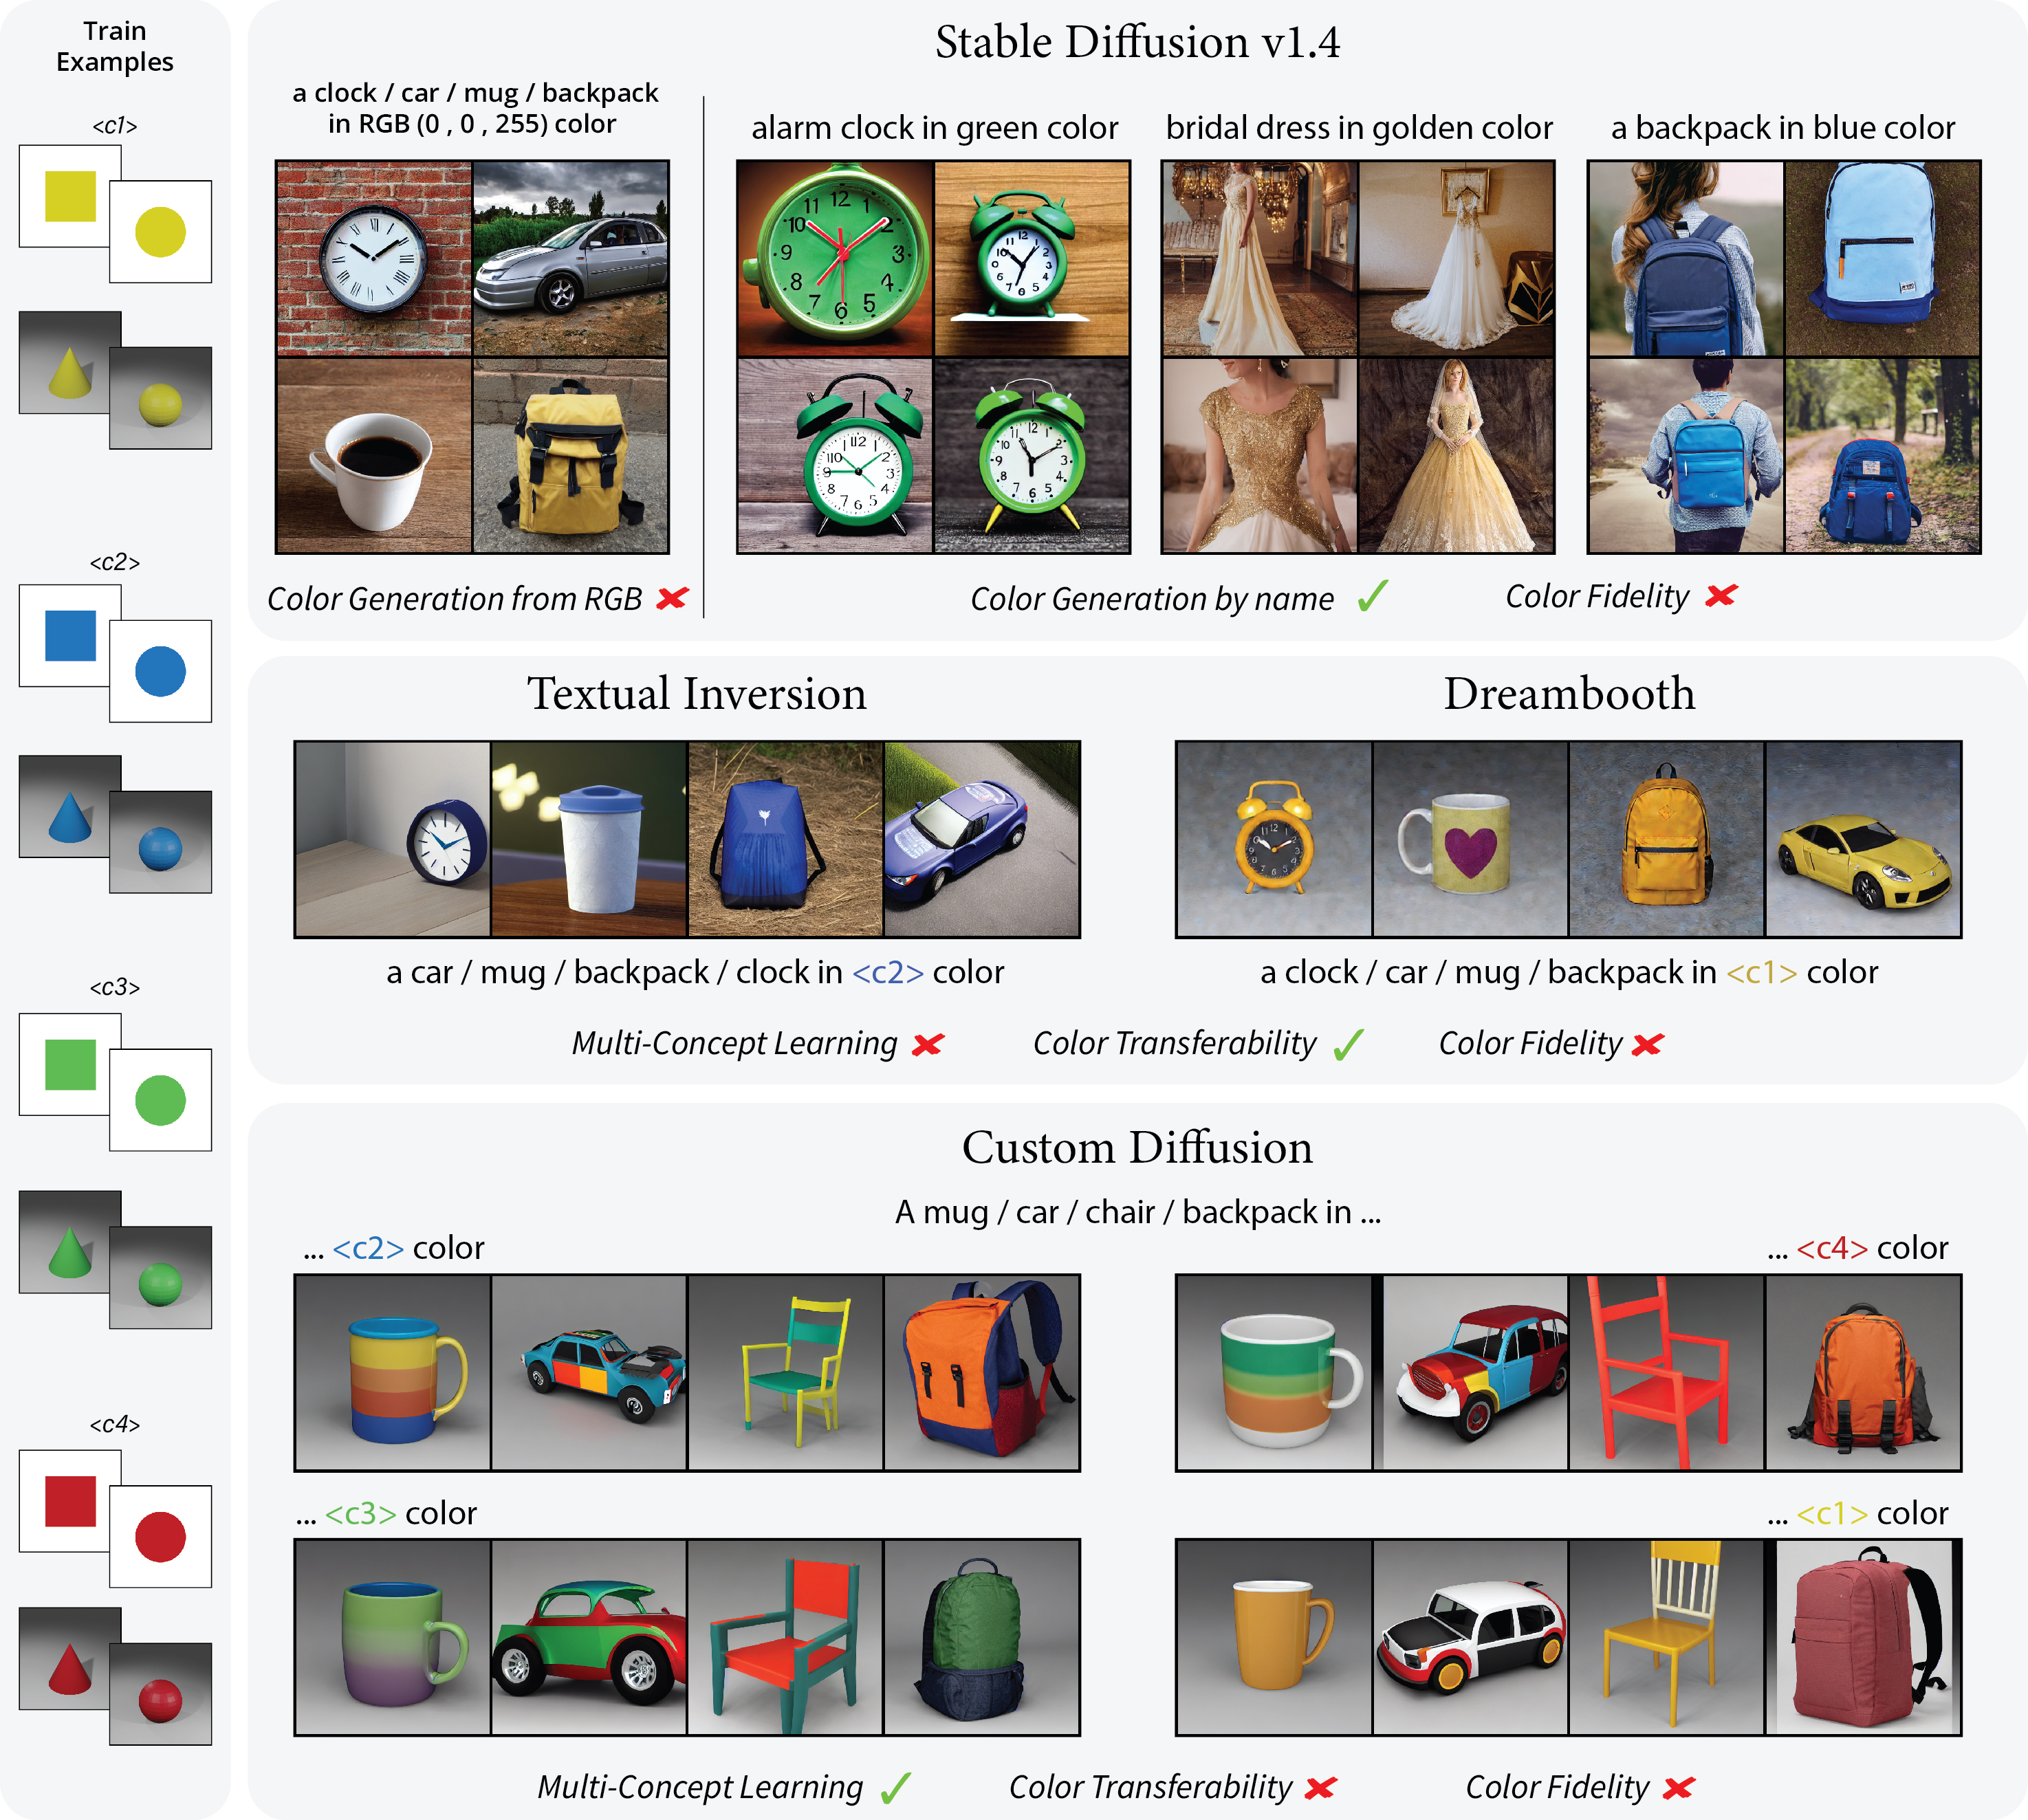 Train
Examples
<c1>
<c2>
<c3>
<c4>
Stable Diffusion v1.4
a clock / car / mug / backpack
in RGB (0 , 0 , 255) color
alarm clock in green color
bridal dress in golden color
a backpack in blue color
Color Generation from RGB ✘
Color Generation by name ✓
Color Fidelity ✘
Textual Inversion
Dreambooth
a car / mug / backpack / clock in <c2> color
a clock / car / mug / backpack in <c1> color
Multi-Concept Learning ✘
Color Transferability ✓
Color Fidelity ✘
Custom Diffusion
A mug / car / chair / backpack in ...
... <c2> color
... <c4> color
... <c3> color
... <c1> color
Multi-Concept Learning ✓
Color Transferability ✘
Color Fidelity ✘